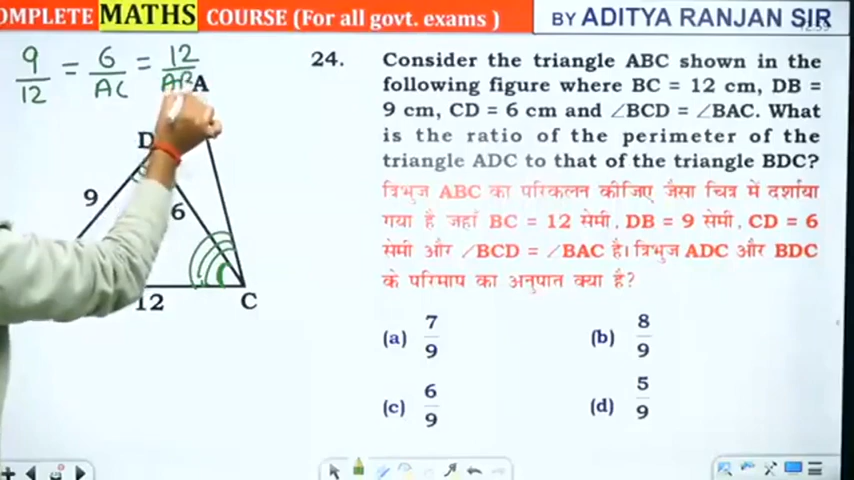 OMPLETE MATHS COURSE (For all govt. exams )
BY ADITYA RANJAN SIR
9/12 = 6/AC = 12/AB
A
D
9
6
12
C
24. Consider the triangle ABC shown in the
following figure where BC = 12 cm, DB =
9 cm, CD = 6 cm and ∠BCD = ∠BAC. What
is the ratio of the perimeter of the
triangle ADC to that of the triangle BDC?
त्रिभुज ABC का परिकलन कीजिए जैसा चित्र में दर्शाया
गया है जहाँ BC = 12 सेमी, DB = 9 सेमी, CD = 6
सेमी और ∠BCD = ∠BAC है। त्रिभुज ADC और BDC
के परिमाप का अनुपात क्या है?
(a) 7/9
(b) 8/9
(c) 6/9
(d) 5/9